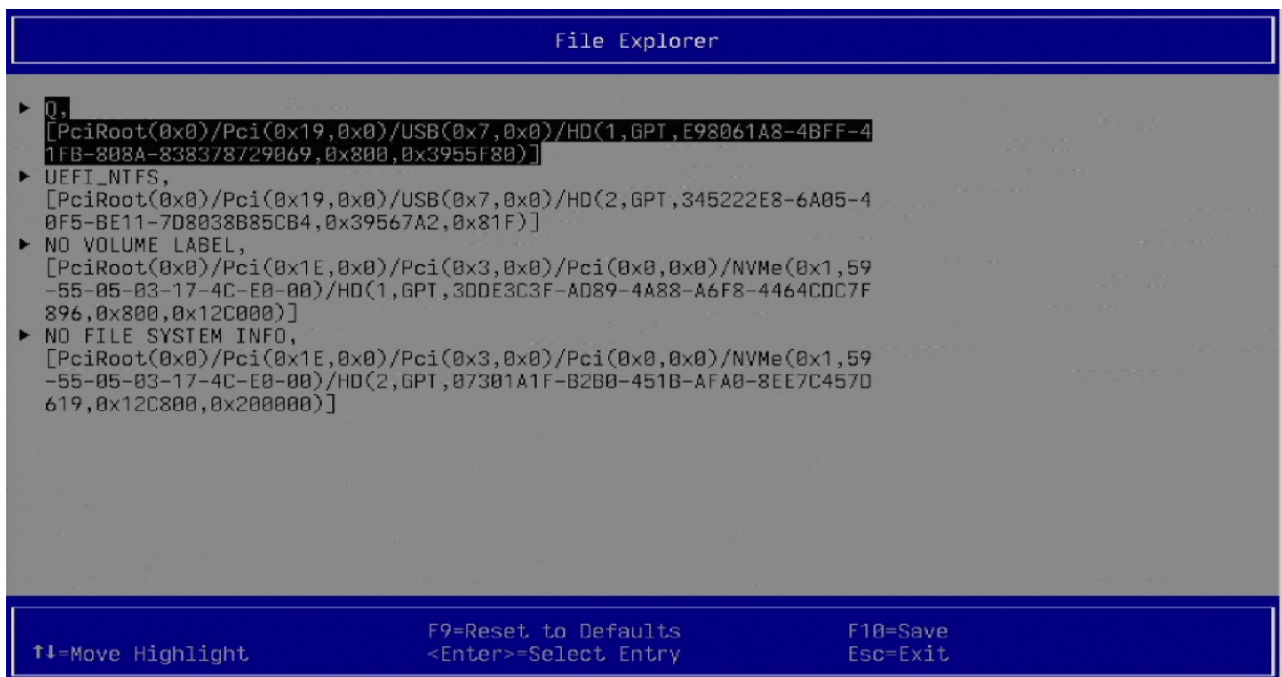 File Explorer
► Q,
[PciRoot(0x0)/Pci(0x19,0x0)/USB(0x7,0x0)/HD(1,GPT,E98061A8-4BFF-4
1FB-808A-838378729069,0x800,0x3955F80)]
► UEFI_NTFS,
[PciRoot(0x0)/Pci(0x19,0x0)/USB(0x7,0x0)/HD(2,GPT,345222E8-6A05-4
0F5-BE11-7D8038B85CB4,0x39567A2,0x81F)]
► NO VOLUME LABEL,
[PciRoot(0x0)/Pci(0x1E,0x0)/Pci(0x3,0x0)/Pci(0x0,0x0)/NVMe(0x1,59
-55-05-03-17-4C-E0-00)/HD(1,GPT,3DDE3C3F-AD89-4A88-A6F8-4464CDC7F
896,0x800,0x12C000)]
► NO FILE SYSTEM INFO,
[PciRoot(0x0)/Pci(0x1E,0x0)/Pci(0x3,0x0)/Pci(0x0,0x0)/NVMe(0x1,59
-55-05-03-17-4C-E0-00)/HD(2,GPT,07301A1F-B2B0-451B-AFA0-8EE7C457D
619,0x12C800,0x200000)]
F9=Reset to Defaults F10=Save
↑↓=Move Highlight <Enter>=Select Entry Esc=Exit